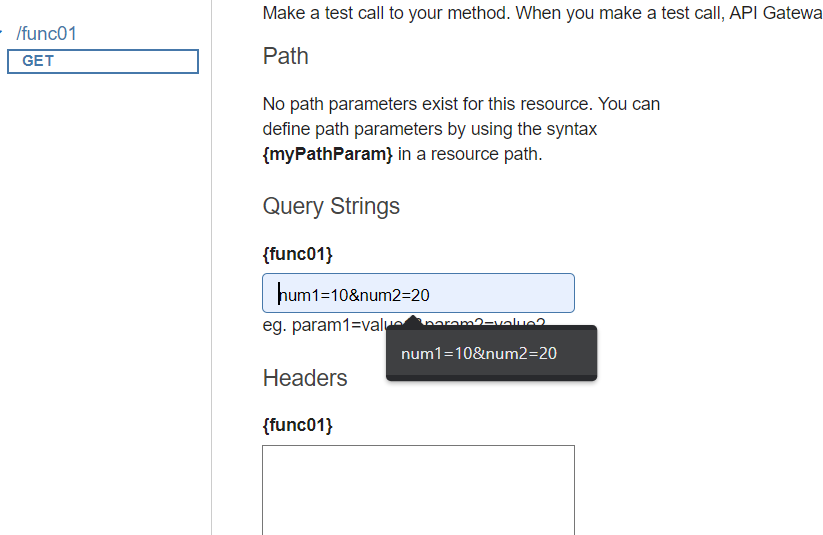 /func01
GET
Make a test call to your method. When you make a test call, API Gatewa
Path
No path parameters exist for this resource. You can
define path parameters by using the syntax
{myPathParam} in a resource path.
Query Strings
{func01}
num1=10&num2=20
eg. param1=value1&param2=value2
num1=10&num2=20
Headers
{func01}